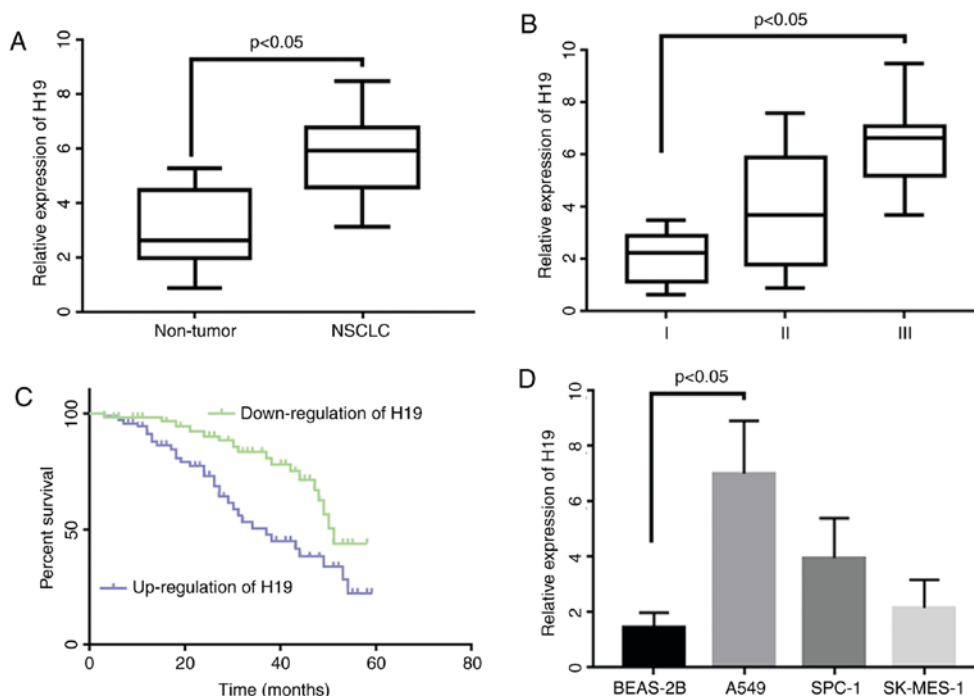 A
p<0.05
Relative expression of H19
10
8
6
4
2
0
Non-tumor NSCLC
B
p<0.05
Relative expression of H19
10
8
6
4
2
0
I II III
C
Down-regulation of H19
Up-regulation of H19
Percent survival
100
50
0
0 20 40 60 80
Time (months)
D
p<0.05
Relative expression of H19
10
8
6
4
2
0
BEAS-2B A549 SPC-1 SK-MES-1